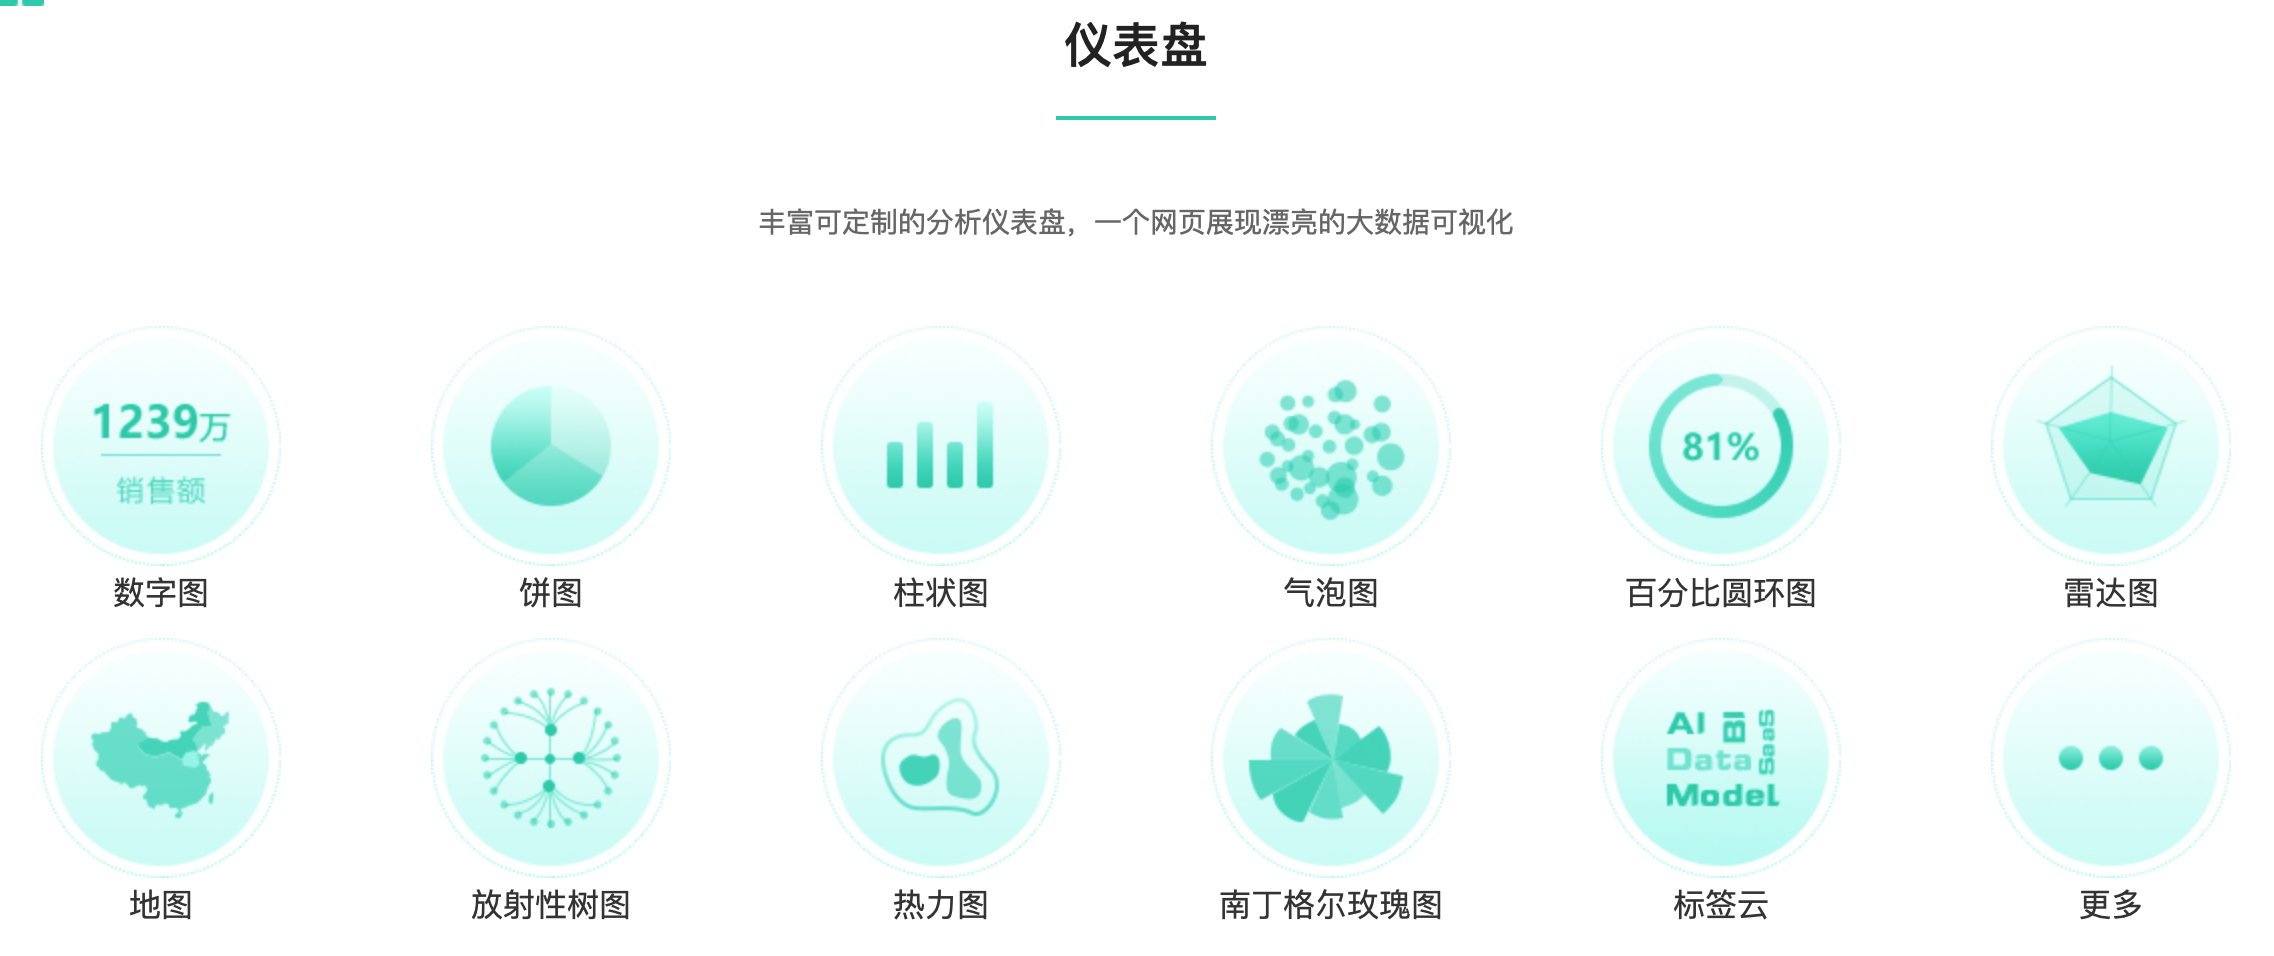 仪表盘
丰富可定制的分析仪表盘，一个网页展现漂亮的大数据可视化
1239万
销售额
81%
数字图
饼图
柱状图
气泡图
百分比圆环图
雷达图
AI
BI
SaaS
Data
Model
地图
放射性树图
热力图
南丁格尔玫瑰图
标签云
更多